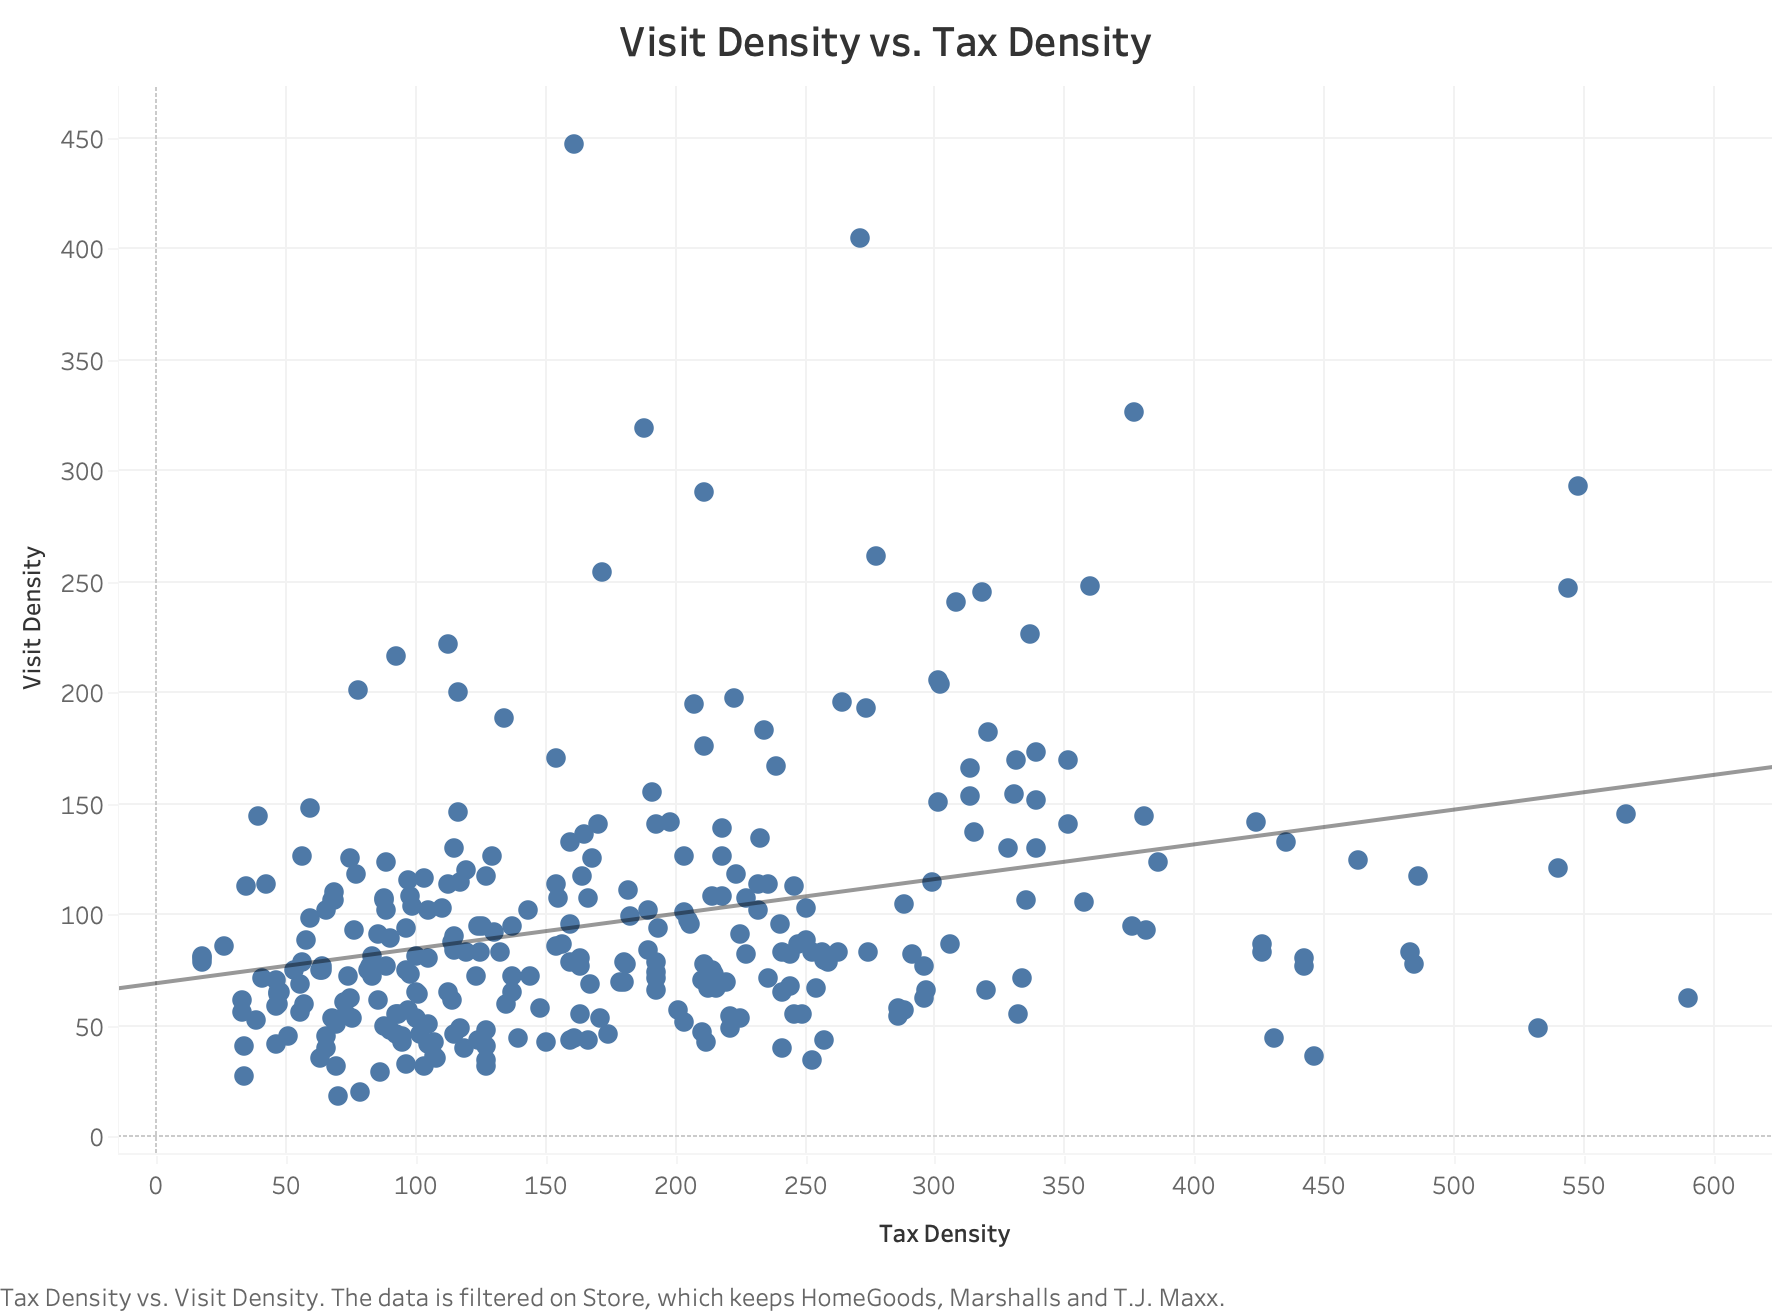 Visit Density vs. Tax Density
450
400
350
300
250
200
150
100
50
0
Visit Density
0 50 100 150 200 250 300 350 400 450 500 550 600
Tax Density
Tax Density vs. Visit Density. The data is filtered on Store, which keeps HomeGoods, Marshalls and T.J. Maxx.